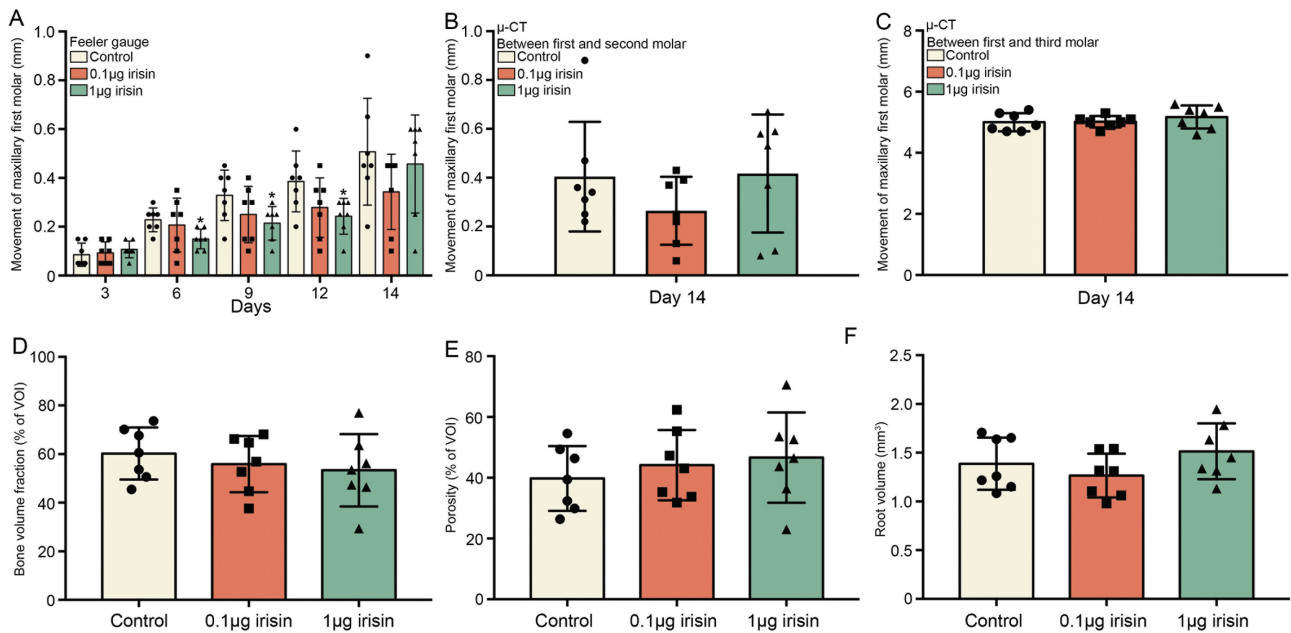 A
Movement of maxillary first molar (mm)
1.0
0.8
0.6
0.4
0.2
0
Feeler gauge
Control
0.1µg irisin
1µg irisin
*
*
*
3 6 9 12 14
Days
B
Movement of maxillary first molar (mm)
1.0
0.8
0.6
0.4
0.2
0
µ-CT
Between first and second molar
Control
0.1µg irisin
1µg irisin
Day 14
C
Movement of maxillary first molar (mm)
8
6
4
2
0
µ-CT
Between first and third molar
Control
0.1µg irisin
1µg irisin
Day 14
D
Bone volume fraction (% of VOI)
100
80
60
40
20
0
Control 0.1µg irisin 1µg irisin
E
Porosity (% of VOI)
80
60
40
20
0
Control 0.1µg irisin 1µg irisin
F
Root volume (mm³)
2.5
2.0
1.5
1.0
0.5
0
Control 0.1µg irisin 1µg irisin